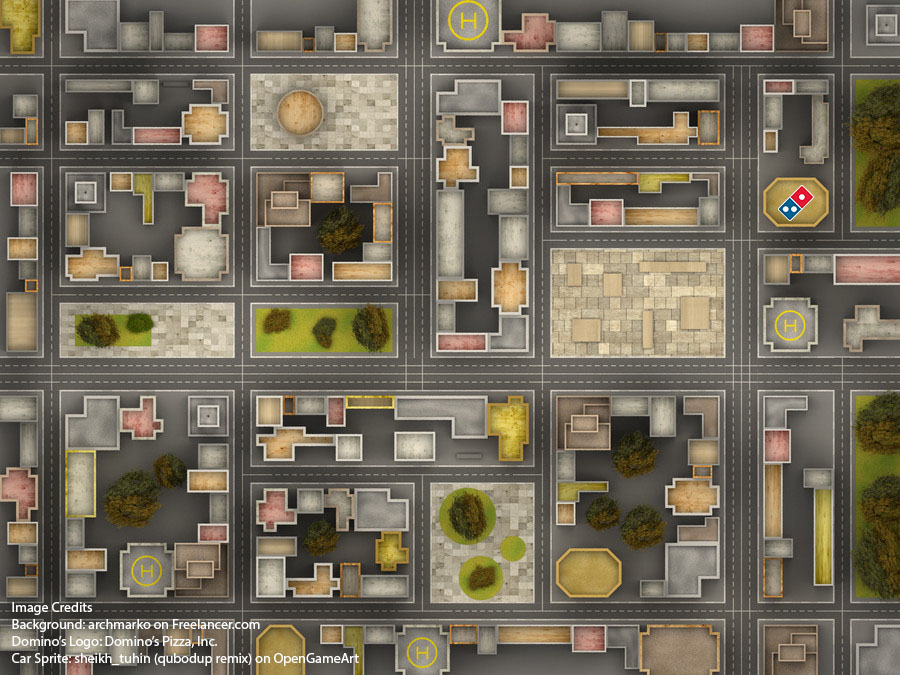 H
H
H
H
Image Credits
Background: archmarko on Freelancer.com
Domino's Logo: Domino's Pizza, Inc.
Car Sprite: sheikh_tuhin (qubodup remix) on OpenGameArt